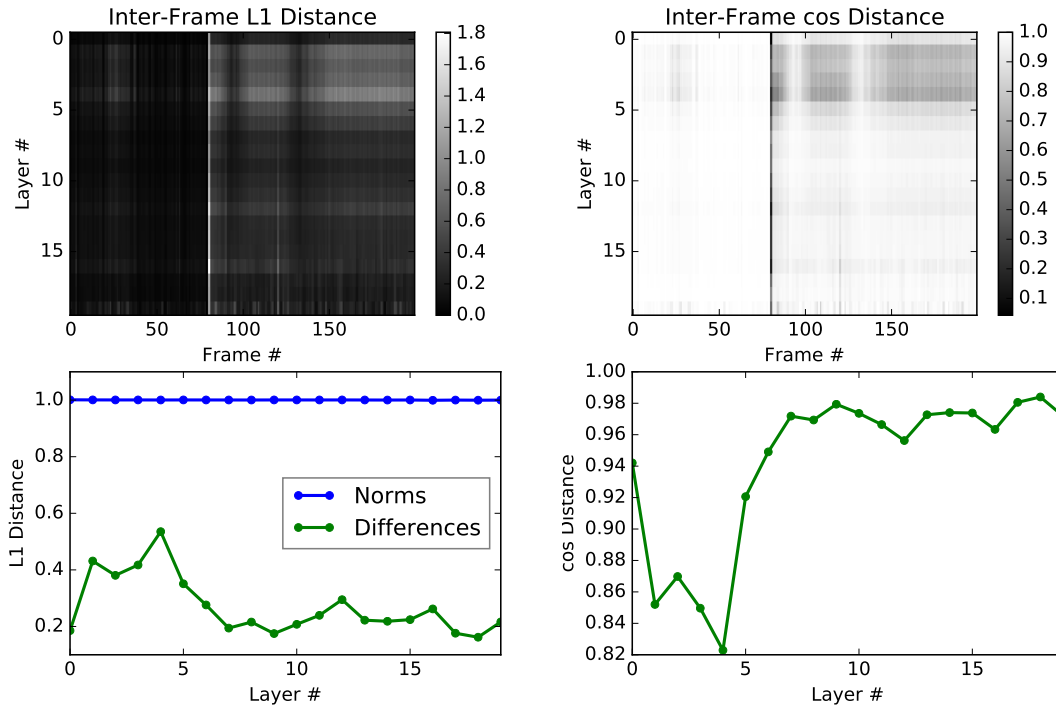 Inter-Frame L1 Distance
0
5
10
15
Layer #
0 50 100 150
Frame #
1.8
1.6
1.4
1.2
1.0
0.8
0.6
0.4
0.2
0.0
Inter-Frame cos Distance
0
5
10
15
Layer #
0 50 100 150
Frame #
1.0
0.9
0.8
0.7
0.6
0.5
0.4
0.3
0.2
0.1
1.0
0.8
0.6
0.4
0.2
L1 Distance
Norms
Differences
0 5 10 15
Layer #
1.00
0.98
0.96
0.94
0.92
0.90
0.88
0.86
0.84
0.82
cos Distance
0 5 10 15
Layer #